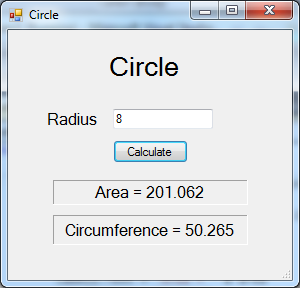 Circle
Circle
Radius 8
Calculate
Area = 201.062
Circumference = 50.265